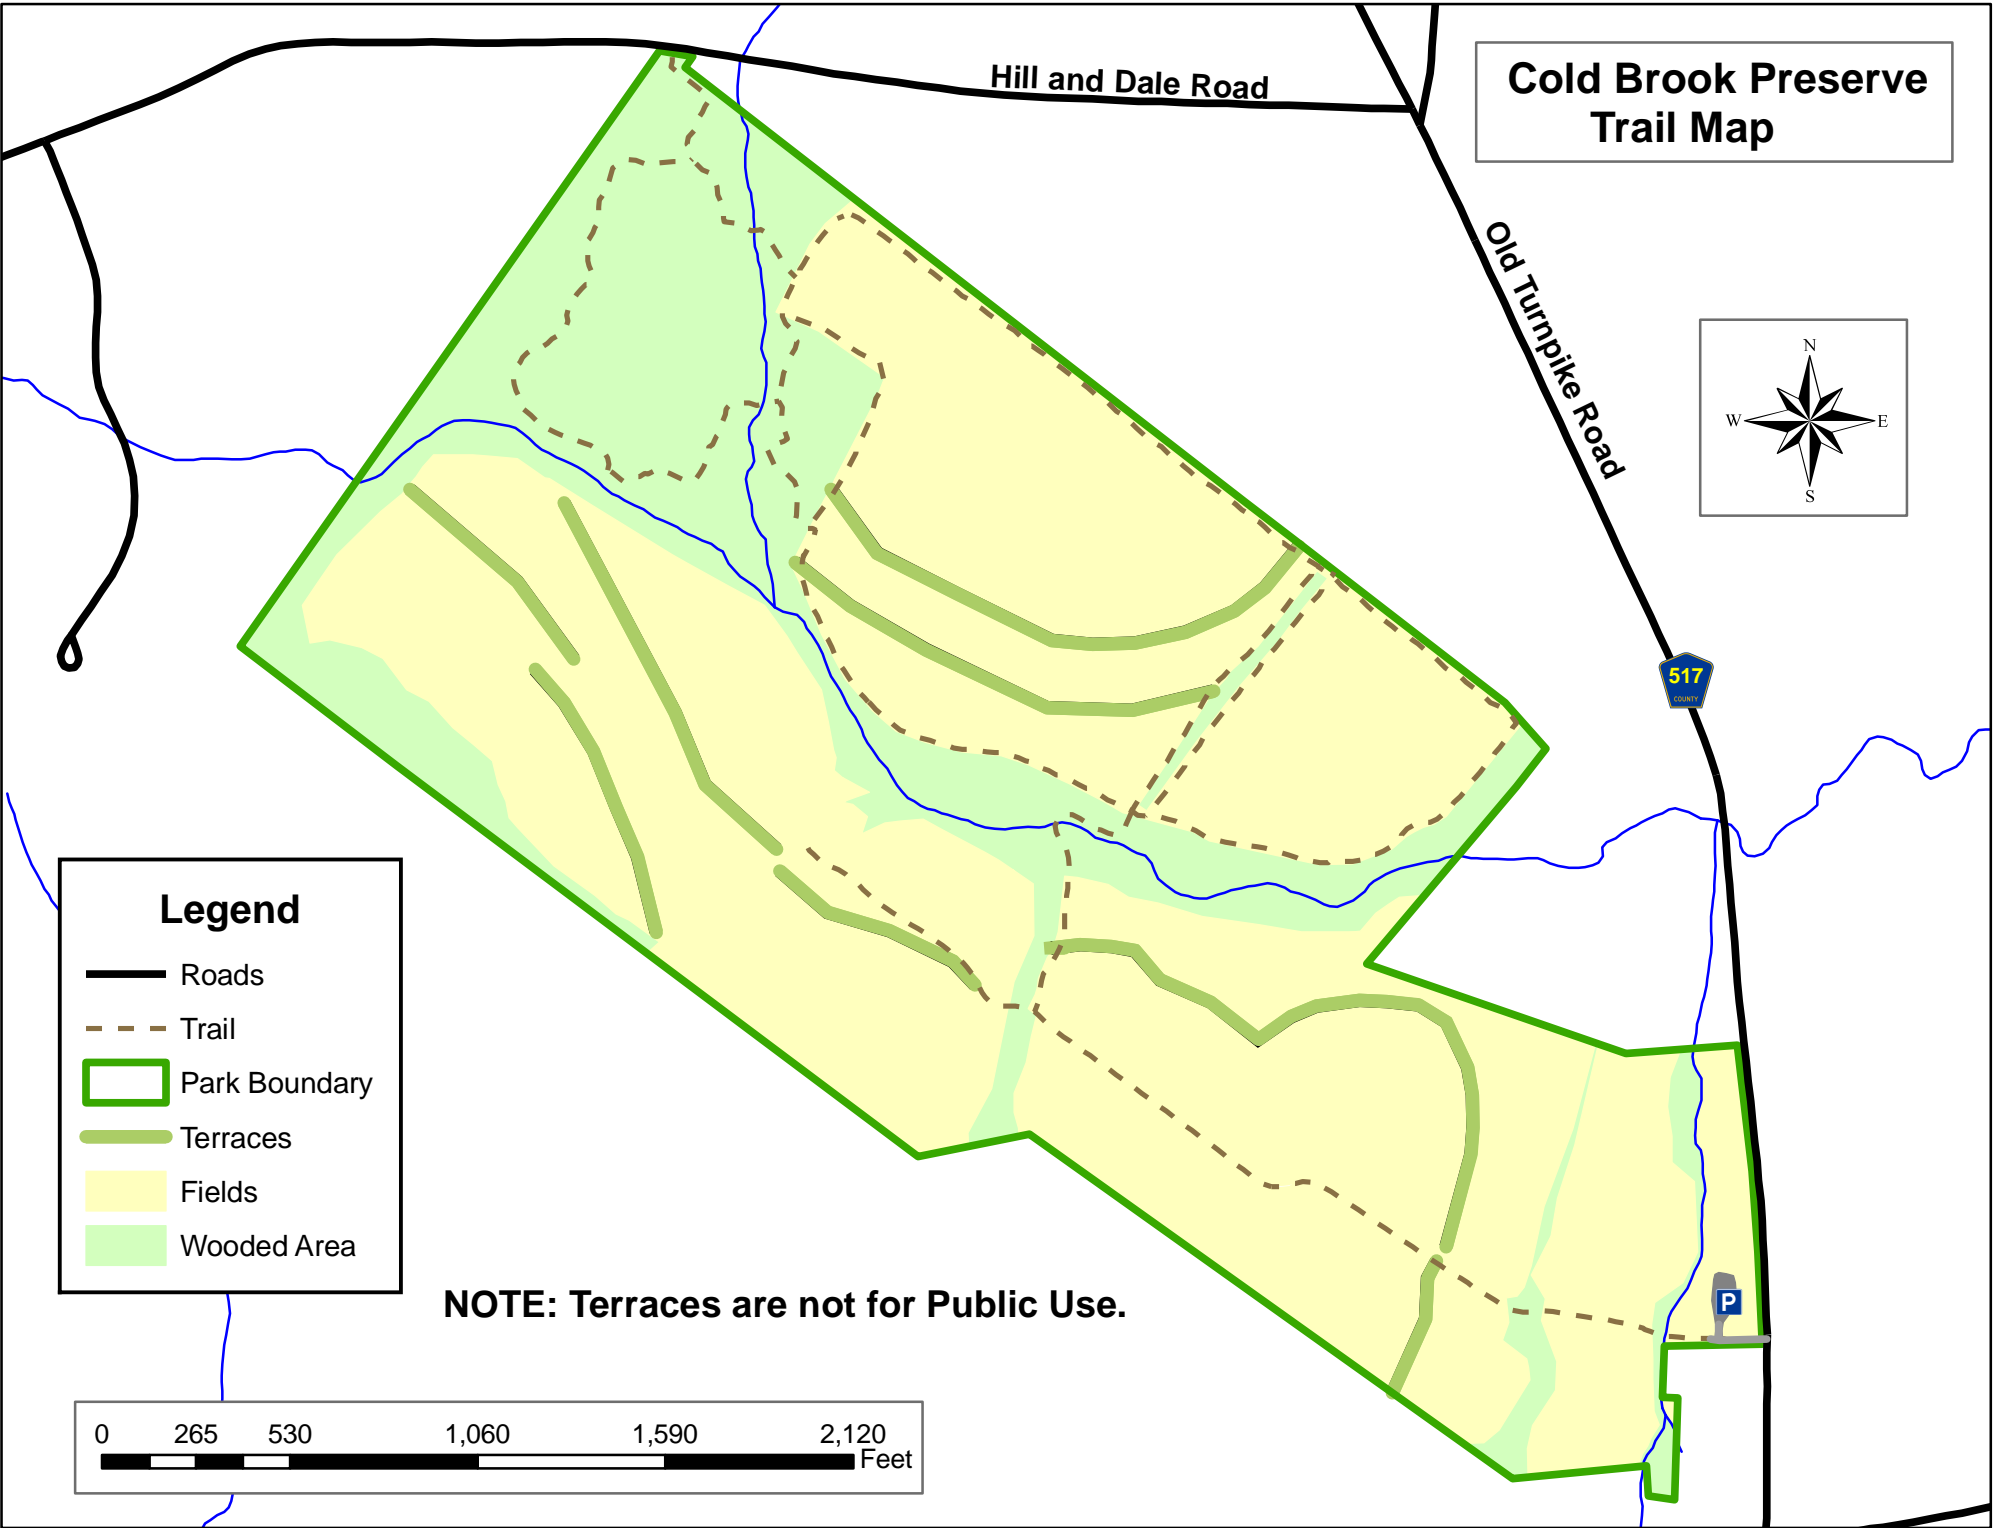 Hill and Dale Road
Cold Brook Preserve
Trail Map
Old Turnpike Road
N
W
E
S
517
COUNTY
Legend
Roads
Trail
Park Boundary
Terraces
Fields
Wooded Area
P
NOTE: Terraces are not for Public Use.
0 265 530 1,060 1,590 2,120
Feet